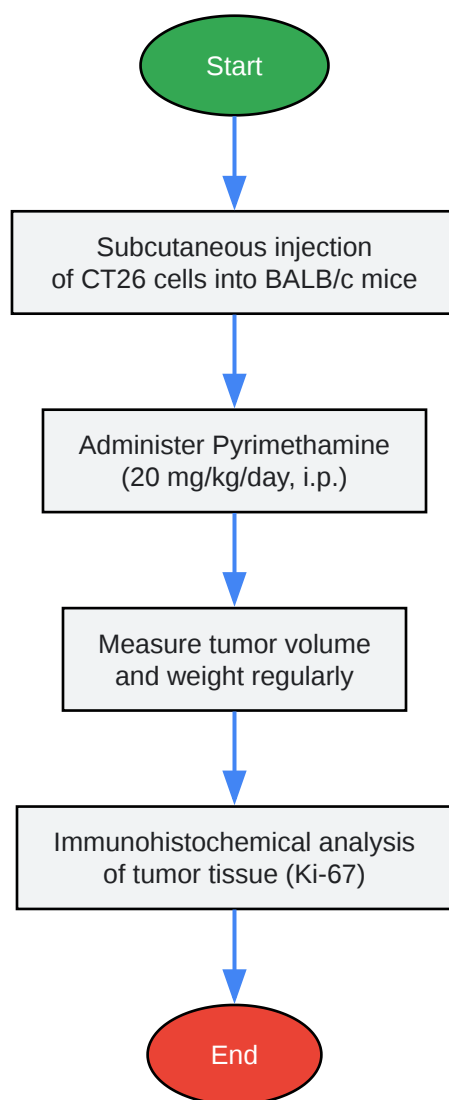 Start
Subcutaneous injection
of CT26 cells into BALB/c mice
Administer Pyrimethamine
(20 mg/kg/day, i.p.)
Measure tumor volume
and weight regularly
Immunohistochemical analysis
of tumor tissue (Ki-67)
End